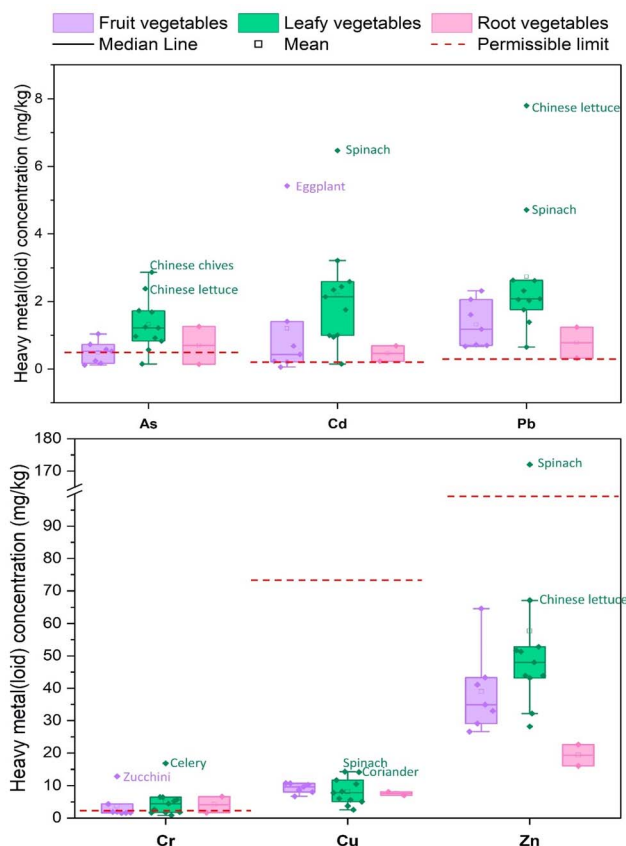 Fruit vegetables Leafy vegetables Root vegetables
Median Line Mean Permissible limit
Heavy metal(loid) concentration (mg/kg)
8
6
4
2
0
Chinese lettuce
Spinach
Eggplant
Spinach
Chinese chives
Chinese lettuce
As Cd Pb
Heavy metal(loid) concentration (mg/kg)
180
170
90
80
70
60
50
40
30
20
10
0
Spinach
Chinese lettuce
Zucchini
Celery
Spinach
Coriander
Cr Cu Zn